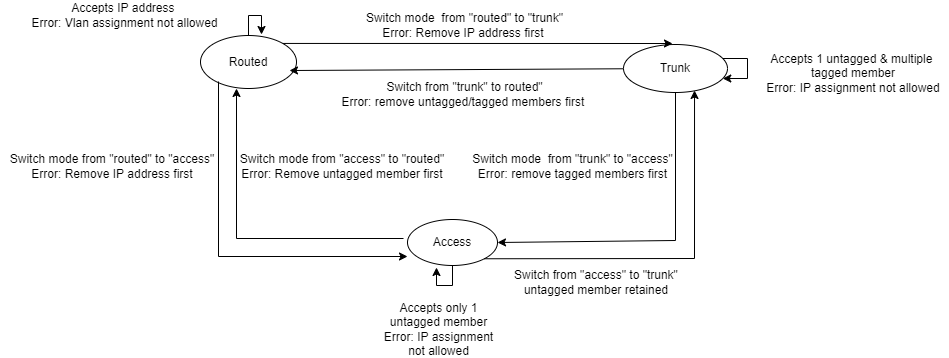 Accepts IP address
Error: Vlan assignment not allowed
Switch mode  from "routed" to "trunk"
Error: Remove IP address first
Routed
Trunk
Accepts 1 untagged & multiple
tagged member
Error: IP assignment not allowed
Switch from "trunk" to routed"
Error: remove untagged/tagged members first
Switch mode from "routed" to "access"
Error: Remove IP address first
Switch mode from "access" to "routed"
Error: Remove untagged member first
Switch mode  from "trunk" to "access"
Error: remove tagged members first
Access
Switch from "access" to "trunk"
untagged member retained
Accepts only 1
untagged member
Error: IP assignment
not allowed